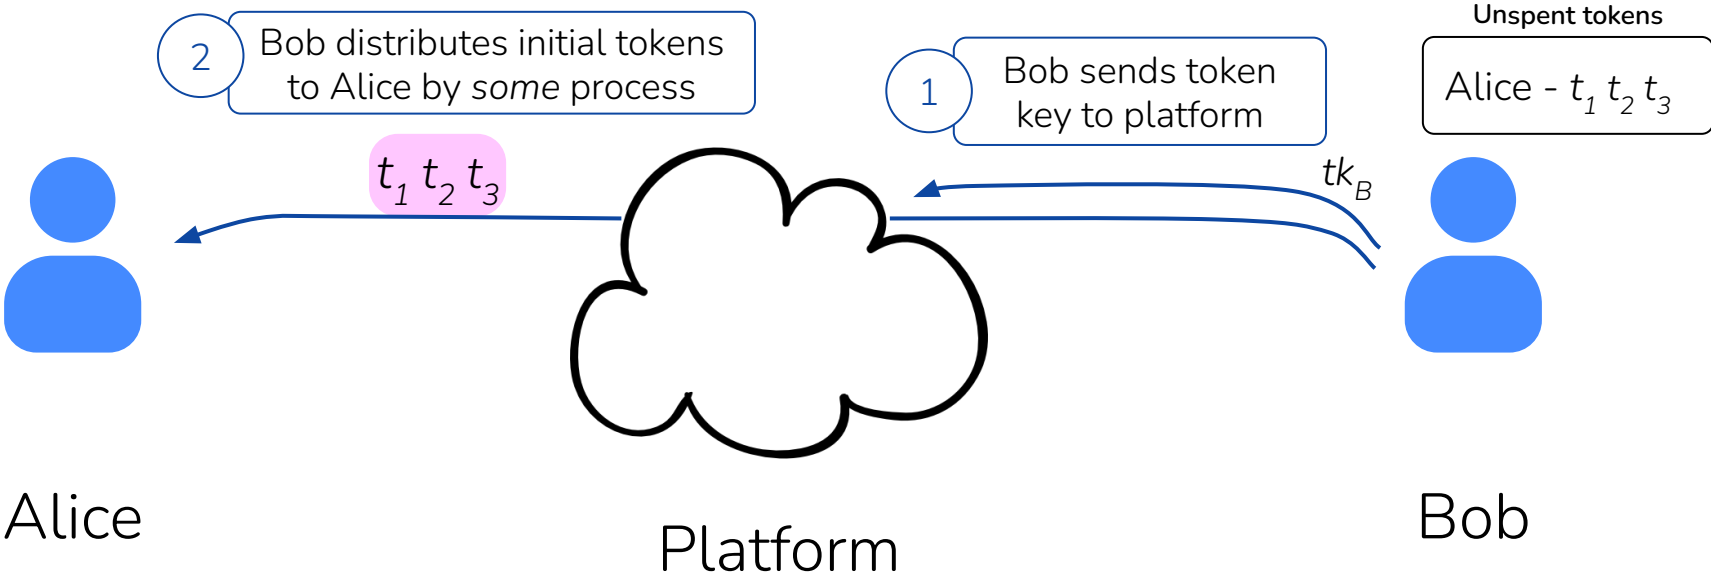 Unspent tokens
2
Bob distributes initial tokens
to Alice by some process
1
Bob sends token
key to platform
Alice - t1 t2 t3
t1 t2 t3
tkB
Alice
Platform
Bob